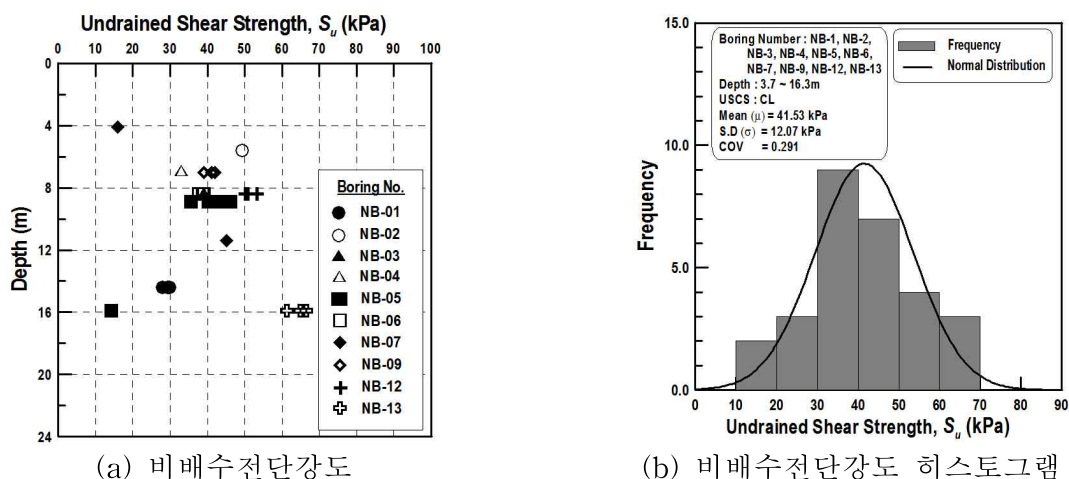 Undrained Shear Strength, Su (kPa)
0 10 20 30 40 50 60 70 80 90 100
Depth (m)
0
4
8
12
16
20
24
Boring No.
NB-01
NB-02
NB-03
NB-04
NB-05
NB-06
NB-07
NB-09
NB-12
NB-13
(a) 비배수전단강도
15.0
10.0
5.0
0.0
Frequency
Boring Number : NB-1, NB-2,
NB-3, NB-4, NB-5, NB-6,
NB-7, NB-9, NB-12, NB-13
Depth : 3.7 ~ 16.3m
USCS : CL
Mean (μ) = 41.53 kPa
S.D (σ) = 12.07 kPa
COV = 0.291
Frequency
Normal Distribution
10 20 30 40 50 60 70 80 90
Undrained Shear Strength, Su (kPa)
(b) 비배수전단강도 히스토그램